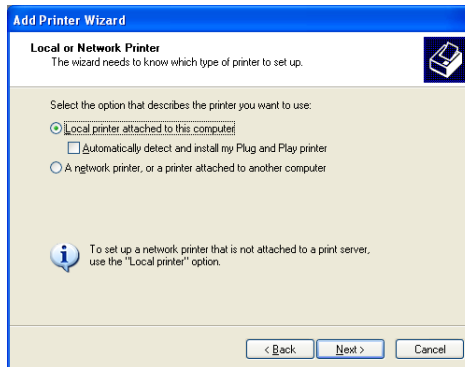 Add Printer Wizard
Local or Network Printer
The wizard needs to know which type of printer to set up.
Select the option that describes the printer you want to use:
Local printer attached to this computer
Automatically detect and install my Plug and Play printer
A network printer, or a printer attached to another computer
To set up a network printer that is not attached to a print server,
use the "Local printer" option.
< Back Next > Cancel